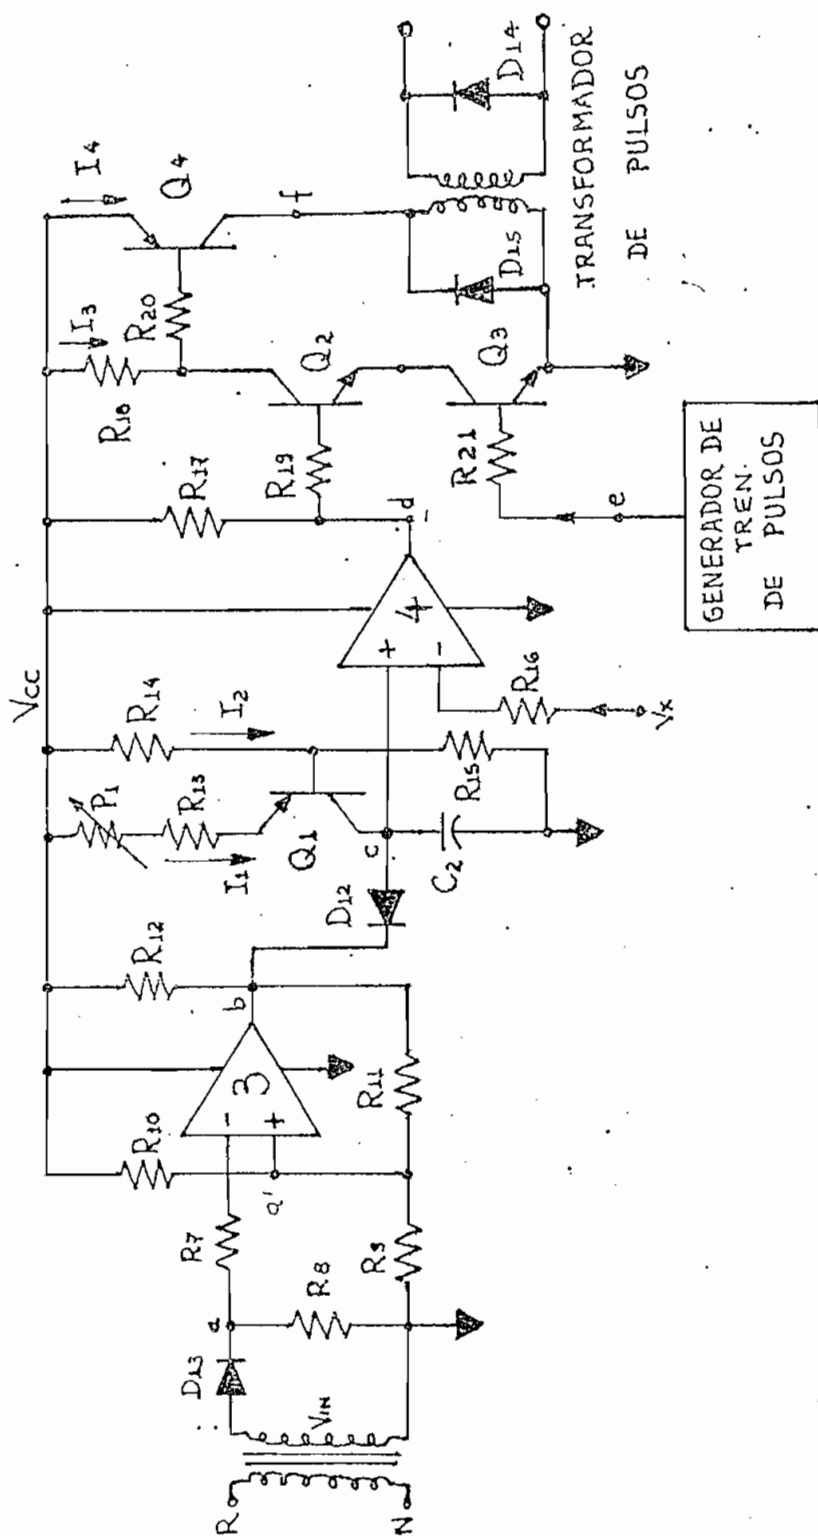 R
N
VIN
D13
a
R7
R8
R9
R10
a'
-
+
3
R11
R12
b
D12
Vcc
P1
R13
I1
Q1
c
C2
R14
I2
R15
+
-
4
R16
Vx
R17
d
R19
R18
I3
R20
Q2
Q3
R21
e
GENERADOR DE
TREN.
DE PULSOS
I4
Q4
f
D15
D14
TRANSFORMADOR
DE PULSOS